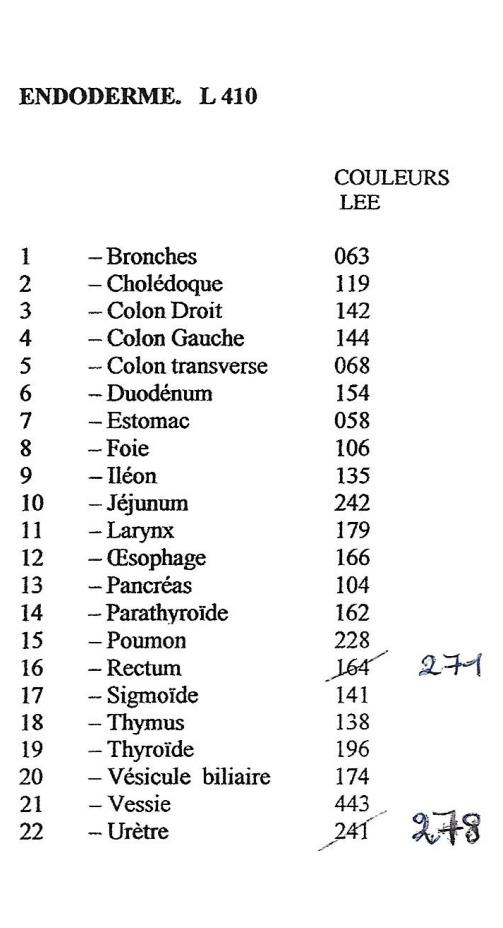 ENDODERME. L 410
COULEURS
LEE
1 – Bronches 063
2 – Cholédoque 119
3 – Colon Droit 142
4 – Colon Gauche 144
5 – Colon transverse 068
6 – Duodénum 154
7 – Estomac 058
8 – Foie 106
9 – Iléon 135
10 – Jéjunum 242
11 – Larynx 179
12 – Œsophage 166
13 – Pancréas 104
14 – Parathyroïde 162
15 – Poumon 228
16 – Rectum 164 271
17 – Sigmoïde 141
18 – Thymus 138
19 – Thyroïde 196
20 – Vésicule biliaire 174
21 – Vessie 443
22 – Urètre 241 278